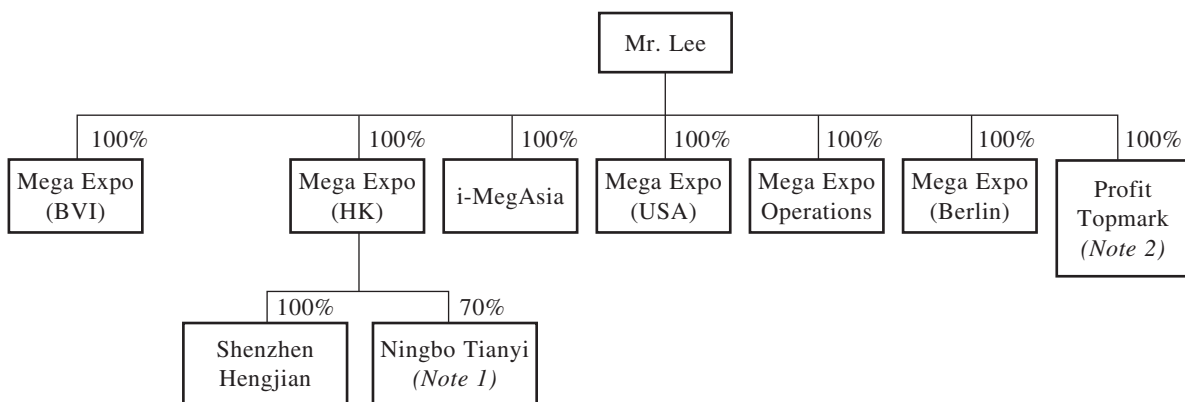 Mr. Lee
100% 100% 100% 100% 100% 100% 100%
Mega Expo
(BVI)
Mega Expo
(HK)
i-MegAsia
Mega Expo
(USA)
Mega Expo
Operations
Mega Expo
(Berlin)
Profit
Topmark
(Note 2)
100% 70%
Shenzhen
Hengjian
Ningbo Tianyi
(Note 1)